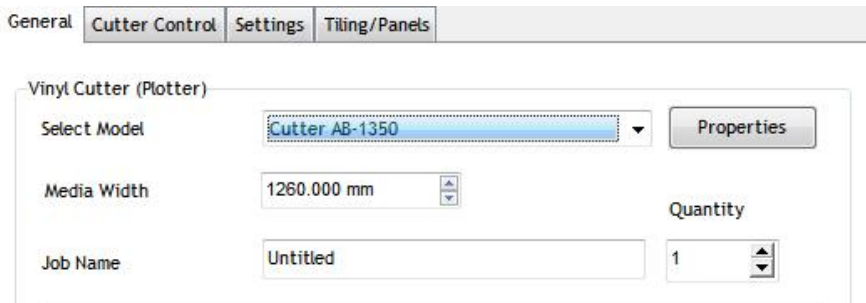 General Cutter Control Settings Tiling/Panels
Vinyl Cutter (Plotter)
Select Model Cutter AB-1350 Properties
Media Width 1260.000 mm
Quantity
Job Name Untitled 1